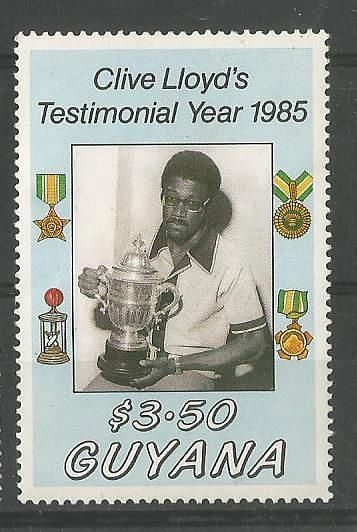 Clive Lloyd's
Testimonial Year 1985
$3·50
GUYANA